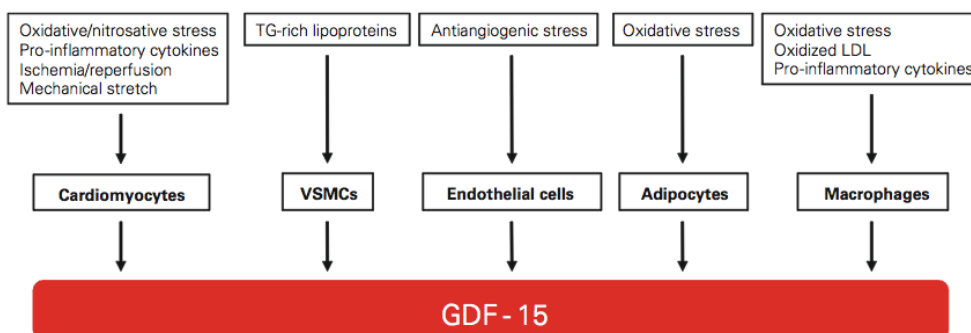 Oxidative/nitrosative stress
Pro-inflammatory cytokines
Ischemia/reperfusion
Mechanical stretch
TG-rich lipoproteins
Antiangiogenic stress
Oxidative stress
Oxidative stress
Oxidized LDL
Pro-inflammatory cytokines
Cardiomyocytes
VSMCs
Endothelial cells
Adipocytes
Macrophages
GDF - 15